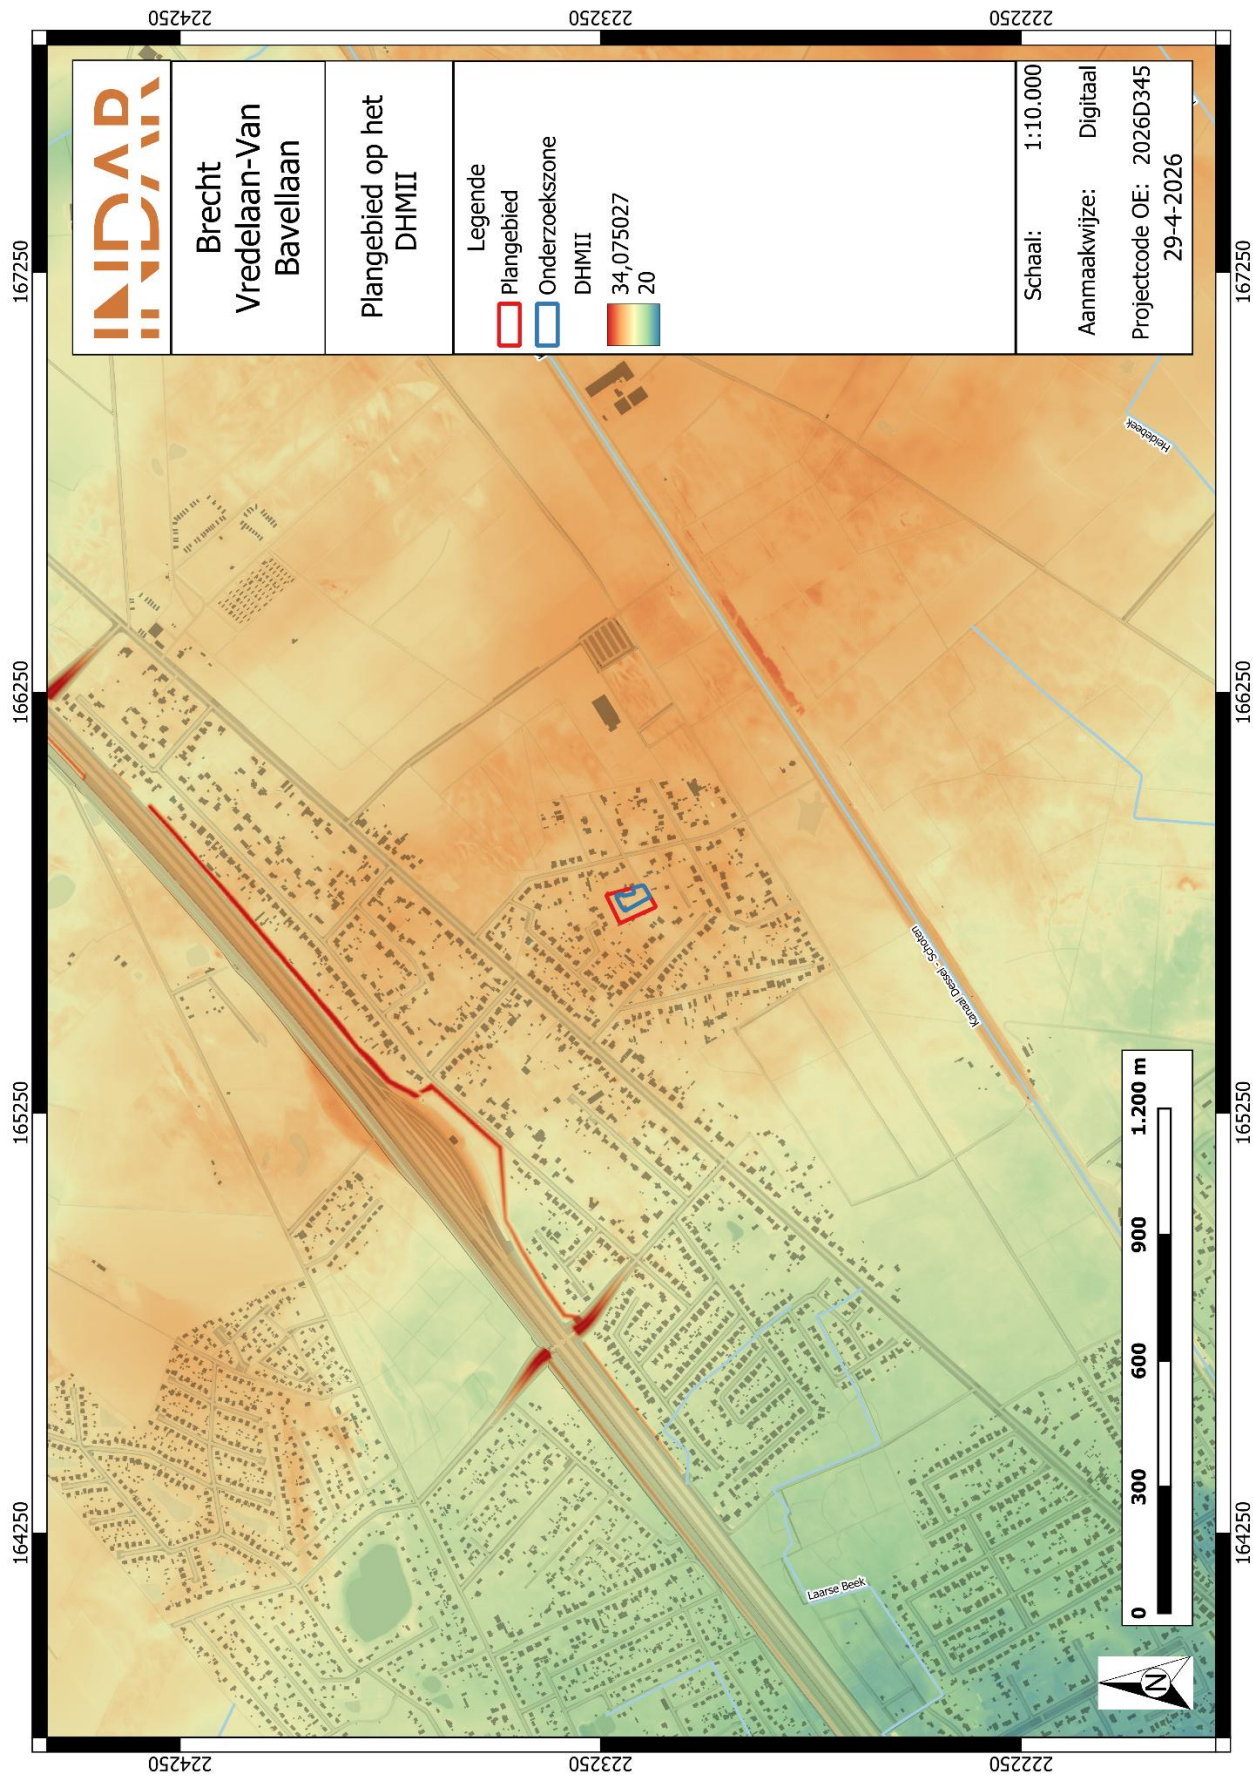 INDAR
Brecht
Vredelaan-Van
Bavellaan
Plangebied op het
DHMII
Legende
Plangebied
Onderzoekszone
DHMII
34,075027
20
Schaal: 1:10.000
Aanmaakwijze: Digitaal
Projectcode OE: 2026D345
29-4-2026
164250
165250
166250
167250
164250
165250
166250
167250
224250
223250
222250
224250
223250
222250
Kanaal Dessel - Schoten
Heidebeek
Laarse Beek
0 300 600 900 1.200 m
N